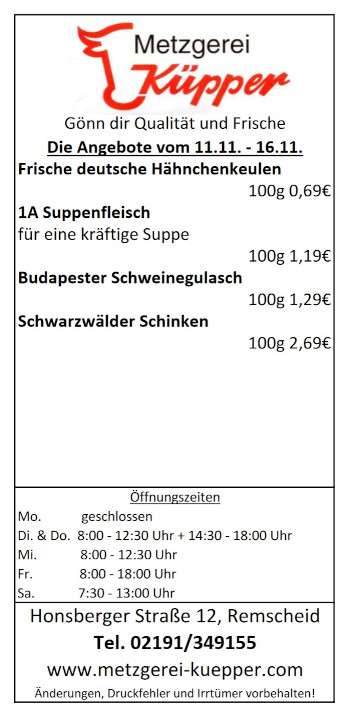 Metzgerei
Küpper
Gönn dir Qualität und Frische
Die Angebote vom 11.11. - 16.11.
Frische deutsche Hähnchenkeulen
100g 0,69€
1A Suppenfleisch
für eine kräftige Suppe
100g 1,19€
Budapester Schweinegulasch
100g 1,29€
Schwarzwälder Schinken
100g 2,69€
Öffnungszeiten
Mo. geschlossen
Di. & Do. 8:00 - 12:30 Uhr + 14:30 - 18:00 Uhr
Mi. 8:00 - 12:30 Uhr
Fr. 8:00 - 18:00 Uhr
Sa. 7:30 - 13:00 Uhr
Honsberger Straße 12, Remscheid
Tel. 02191/349155
www.metzgerei-kuepper.com
Änderungen, Druckfehler und Irrtümer vorbehalten!